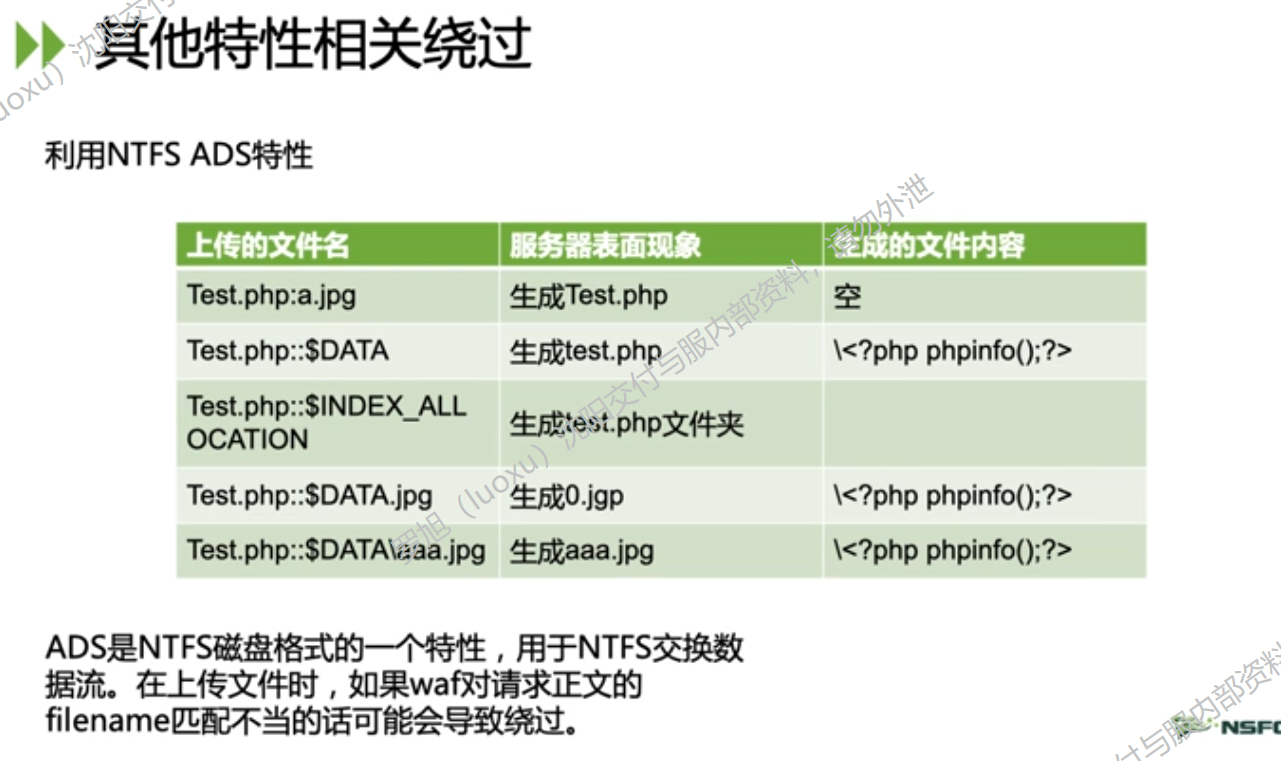 其他特性相关绕过
利用NTFS ADS特性
上传的文件名 服务器表面现象 生成的文件内容
Test.php:a.jpg 生成Test.php 空
Test.php::$DATA 生成test.php \<?php phpinfo();?>
Test.php::$INDEX_ALL
OCATION 生成test.php文件夹
Test.php::$DATA.jpg 生成0.jgp \<?php phpinfo();?>
Test.php::$DATA\aaa.jpg 生成aaa.jpg \<?php phpinfo();?>
ADS是NTFS磁盘格式的一个特性，用于NTFS交换数
据流。在上传文件时，如果waf对请求正文的
filename匹配不当的话可能会导致绕过。
罗旭（luoxu）沈阳交付与服内部资料，请勿外泄
luoxu）沈阳交付
付与服内部资料
NSFO